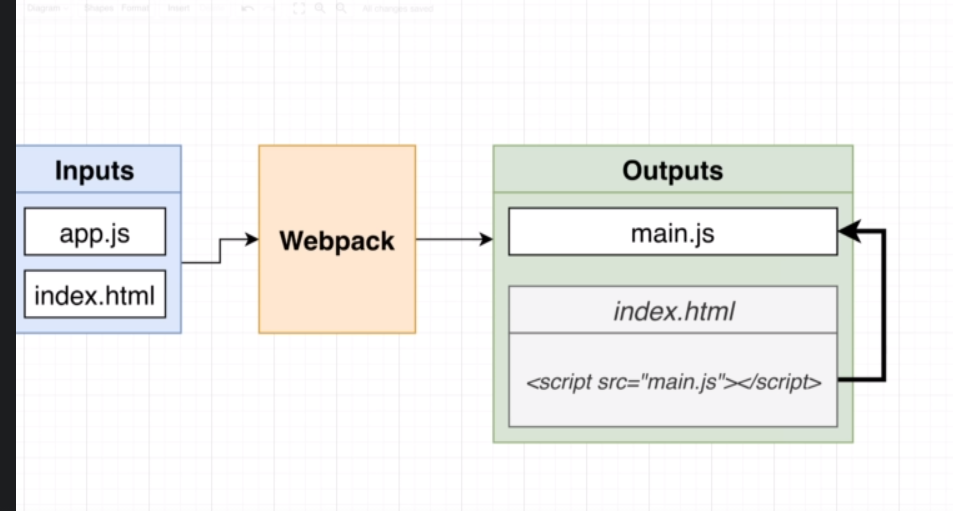 Diagram Shapes Format Insert All changes saved
Inputs
app.js
index.html
Webpack
Outputs
main.js
index.html
<script src="main.js"></script>